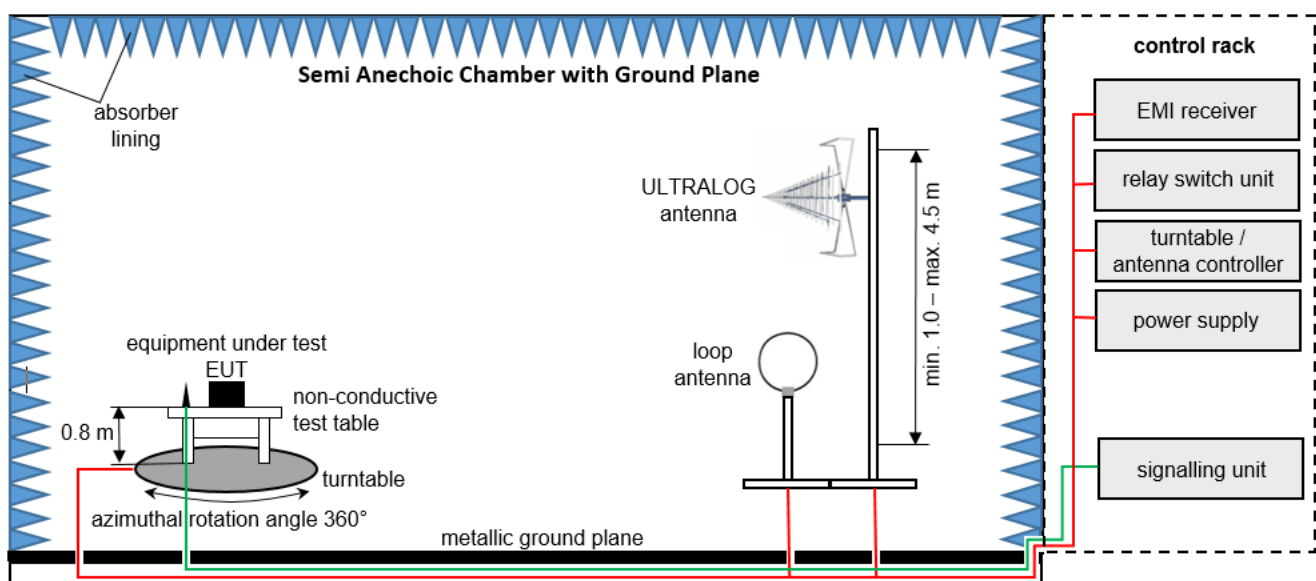 Semi Anechoic Chamber with Ground Plane
absorber
lining
ULTRALOG
antenna
min. 1.0 – max. 4.5 m
loop
antenna
equipment under test
EUT
non-conductive
test table
0.8 m
turntable
azimuthal rotation angle 360°
metallic ground plane
control rack
EMI receiver
relay switch unit
turntable /
antenna controller
power supply
signalling unit